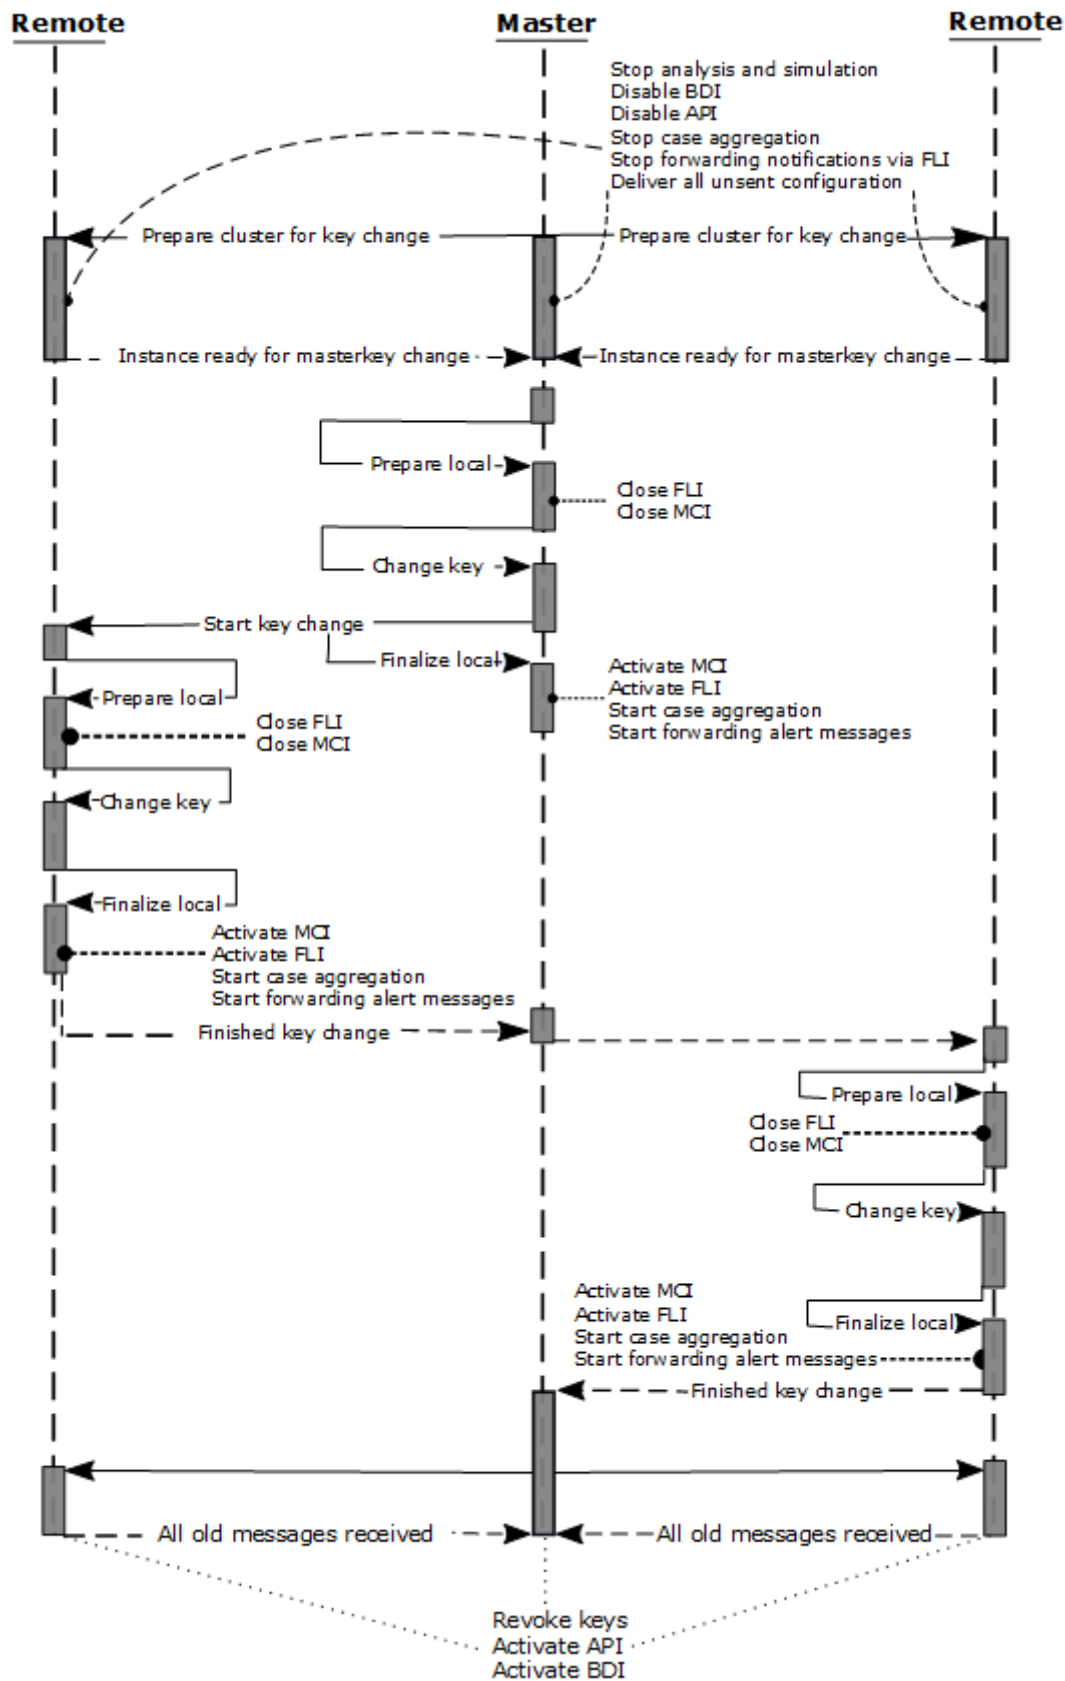 Remote
Master
Remote
Stop analysis and simulation
Disable BDI
Disable API
Stop case aggregation
Stop forwarding notifications via FLI
Deliver all unsent configuration
Prepare cluster for key change
Prepare cluster for key change
Instance ready for masterkey change
Instance ready for masterkey change
Prepare local
Close FLI
Close MCI
Change key
Start key change
Finalize local
Activate MCI
Activate FLI
Start case aggregation
Start forwarding alert messages
Prepare local
Close FLI
Close MCI
Change key
Finalize local
Activate MCI
Activate FLI
Start case aggregation
Start forwarding alert messages
Finished key change
Prepare local
Close FLI
Close MCI
Change key
Activate MCI
Activate FLI
Start case aggregation
Start forwarding alert messages
Finalize local
Finished key change
All old messages received
All old messages received
Revoke keys
Activate API
Activate BDI